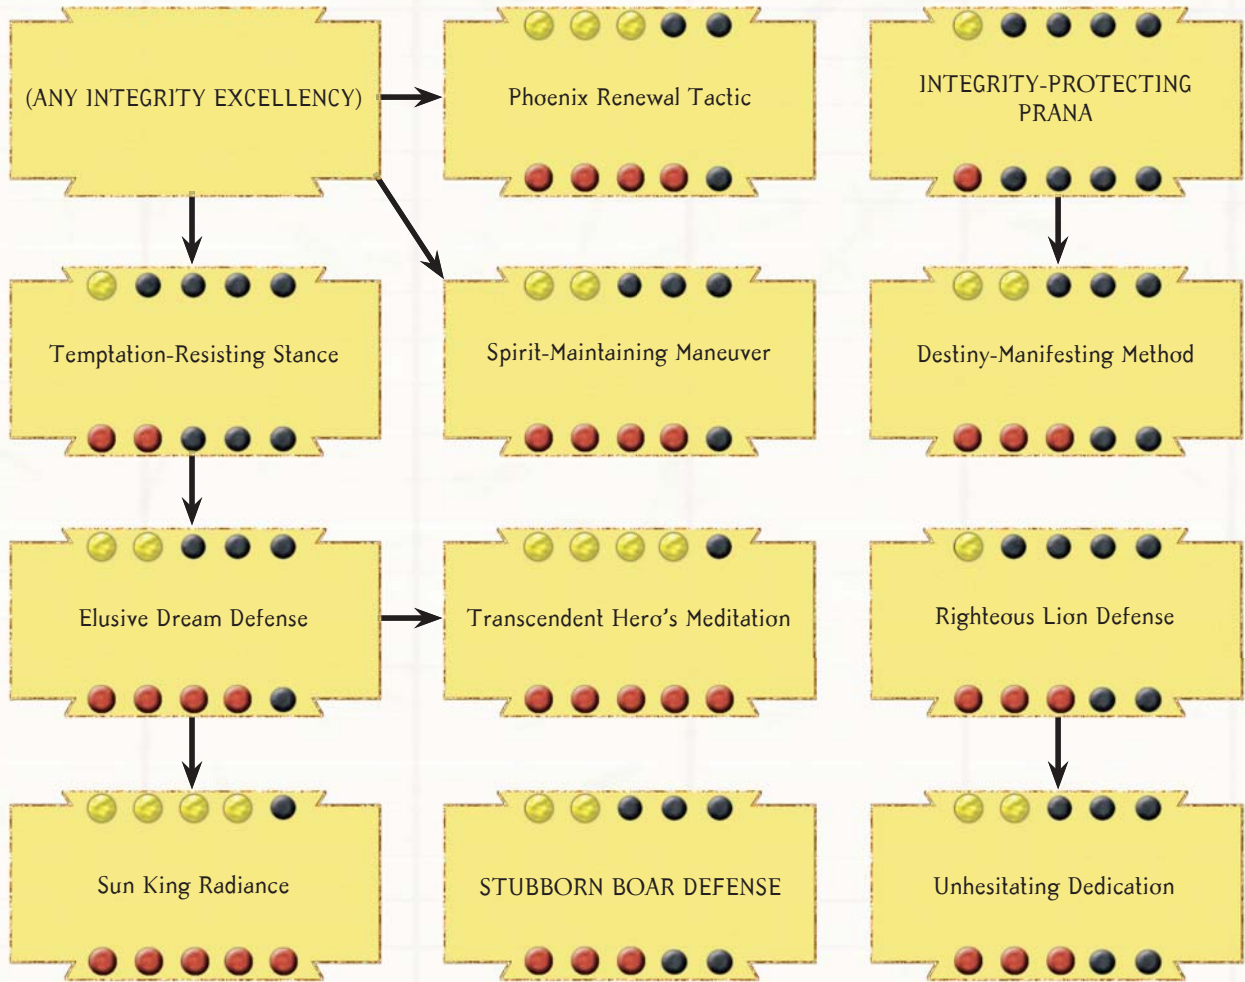 (ANY INTEGRITY EXCELLENCY)
Phoenix Renewal Tactic
INTEGRITY-PROTECTING
PRANA
Temptation-Resisting Stance
Spirit-Maintaining Maneuver
Destiny-Manifesting Method
Elusive Dream Defense
Transcendent Hero's Meditation
Righteous Lion Defense
Sun King Radiance
STUBBORN BOAR DEFENSE
Unhesitating Dedication